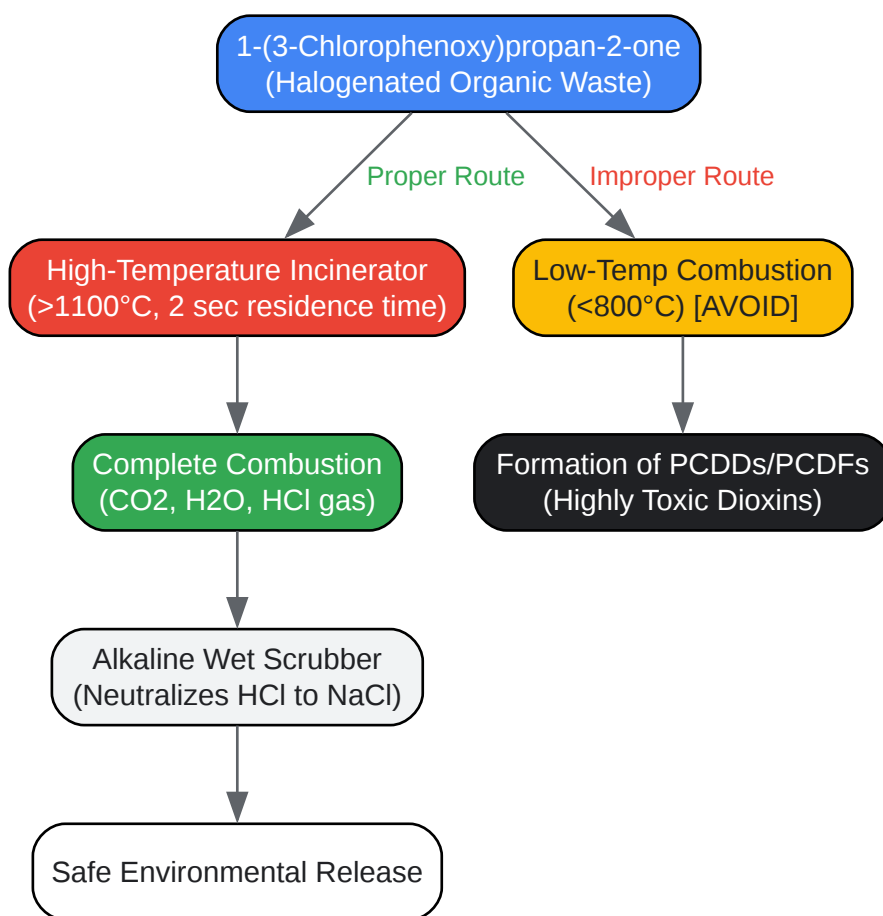 1-(3-Chlorophenoxy)propan-2-one
(Halogenated Organic Waste)
Proper Route
Improper Route
High-Temperature Incinerator
(>1100°C, 2 sec residence time)
Low-Temp Combustion
(<800°C) [AVOID]
Complete Combustion
(CO2, H2O, HCl gas)
Formation of PCDDs/PCDFs
(Highly Toxic Dioxins)
Alkaline Wet Scrubber
(Neutralizes HCl to NaCl)
Safe Environmental Release